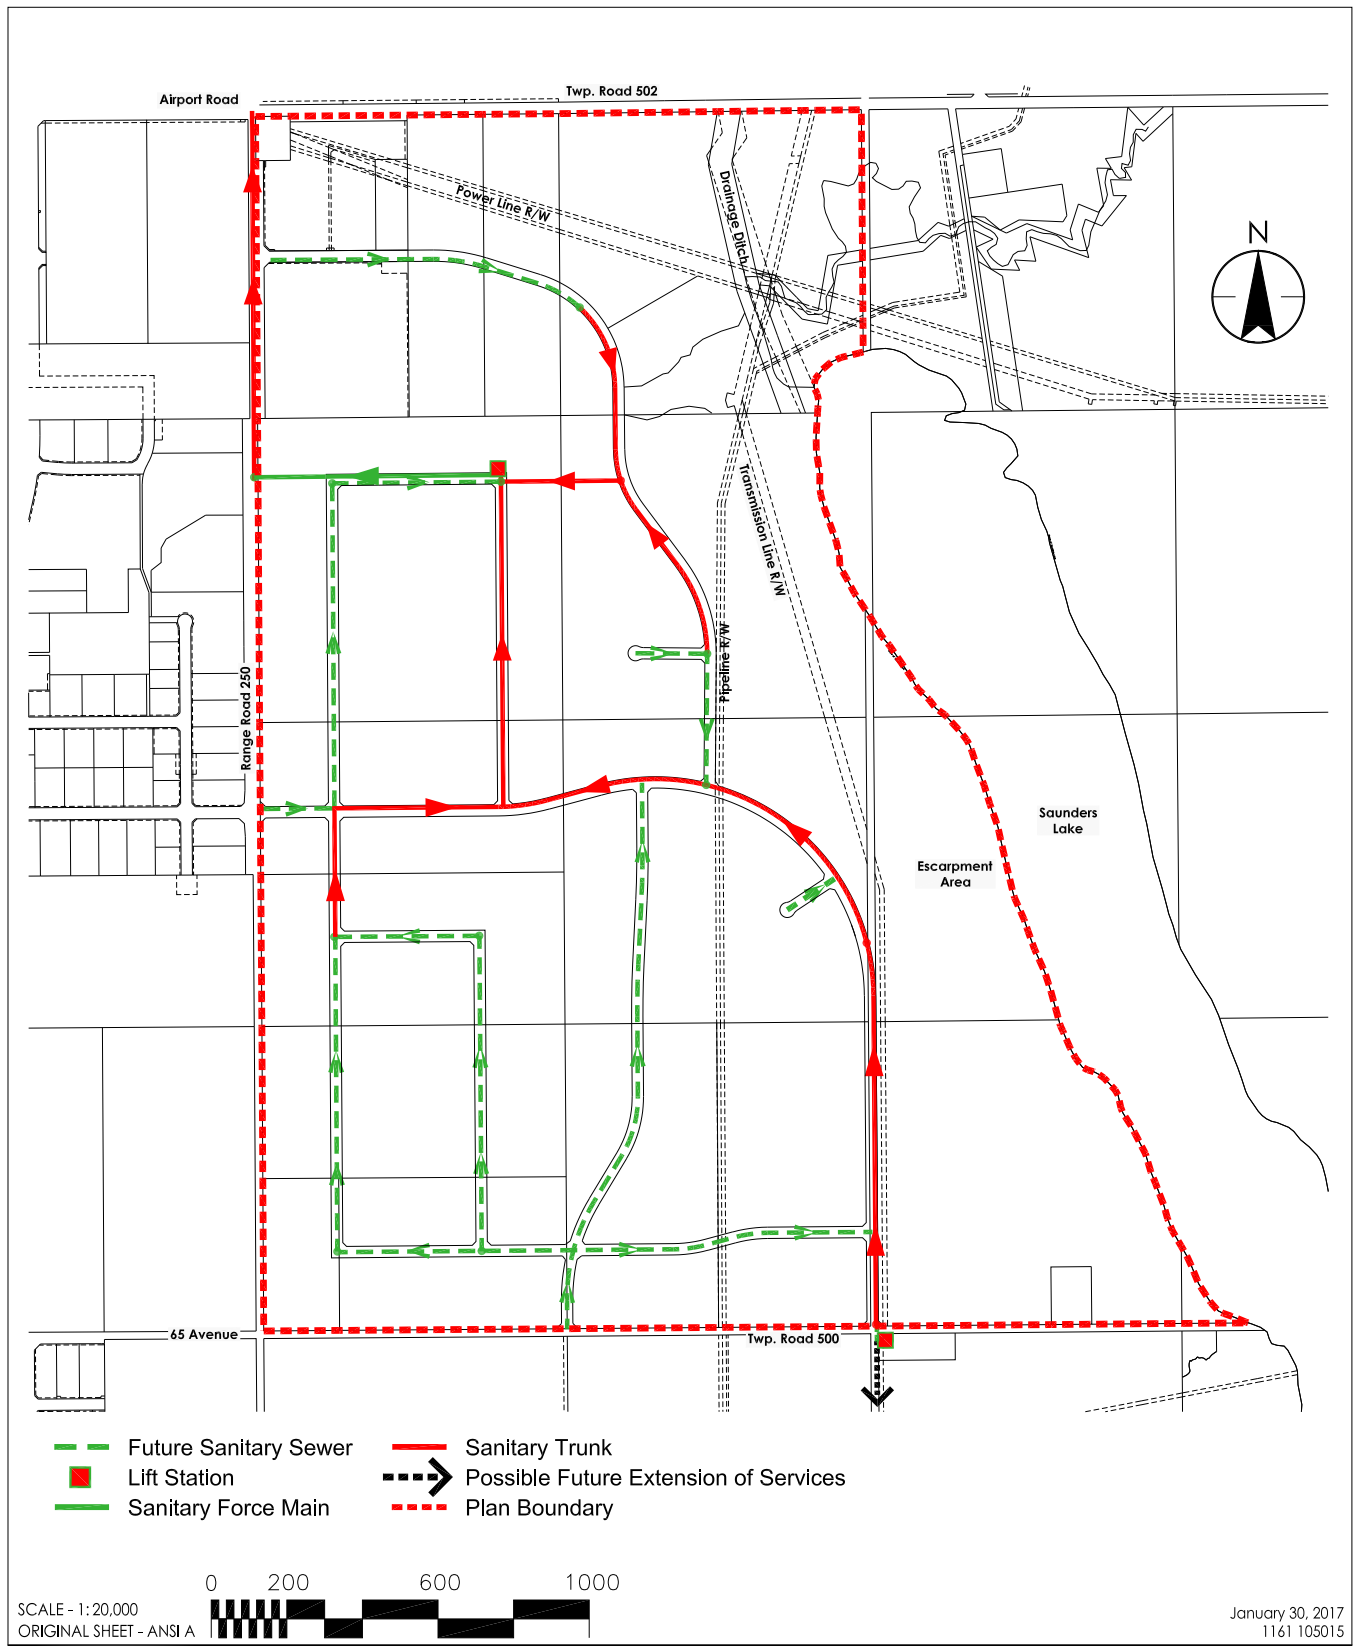 Airport Road
Twp. Road 502
Power Line R/W
Drainage Ditch
N
Transmission Line R/W
Pipeline R/W
Range Road 250
Saunders
Lake
Escarpment
Area
65 Avenue
Twp. Road 500
Future Sanitary Sewer
Sanitary Trunk
Lift Station
Possible Future Extension of Services
Sanitary Force Main
Plan Boundary
0 200 600 1000
SCALE - 1: 20,000
ORIGINAL SHEET - ANSI A
January 30, 2017
1161 105015